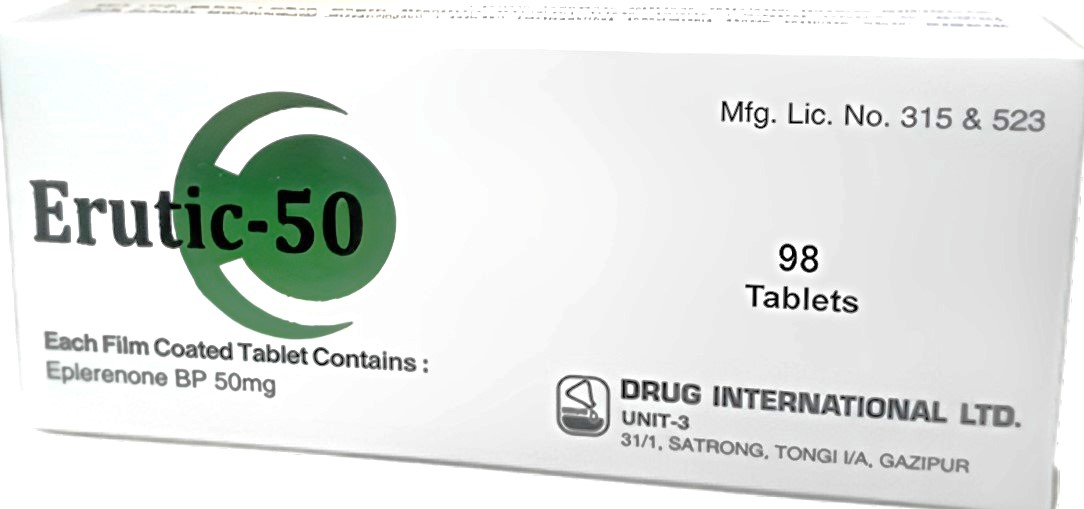 Mfg. Lic. No. 315 & 523
Erutic-50
98
Tablets
Each Film Coated Tablet Contains :
Eplerenone BP 50mg
DRUG INTERNATIONAL LTD.
UNIT-3
31/1, SATRONG, TONGI I/A, GAZIPUR